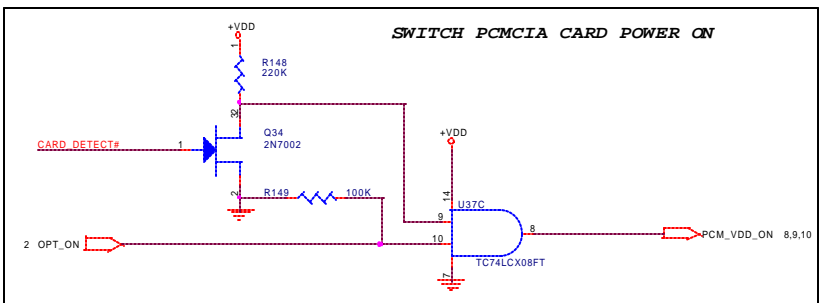 +VDD
SWITCH PCMCIA CARD POWER ON
1
R148
220K
32
Q34
2N7002
+VDD
CARD_DETECT#
1
2
R149
100K
14
U37C
9
8
PCM_VDD_ON 8,9,10
2 OPT_ON
10
TC74LCX08FT
7